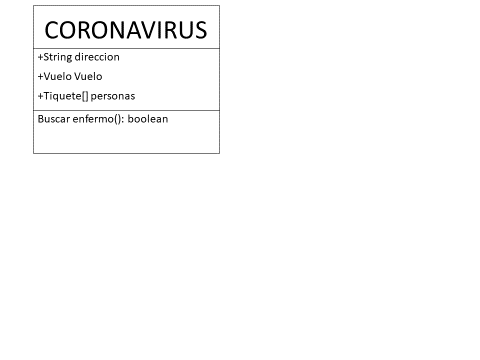 CORONAVIRUS
+String direccion
+Vuelo Vuelo
+Tiquete[] personas
Buscar enfermo(): boolean